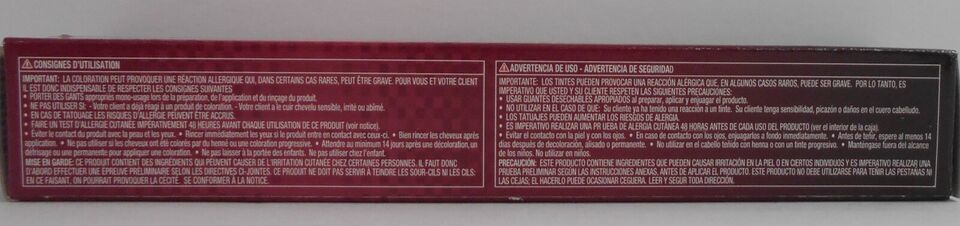 ⚠ CONSIGNES D'UTILISATION
IMPORTANT: LA COLORATION PEUT PROVOQUER UNE RÉACTION ALLERGIQUE QUI, DANS CERTAINS CAS RARES, PEUT ÊTRE GRAVE. POUR VOUS ET VOTRE CLIENT
IL EST DONC INDISPENSABLE DE RESPECTER LES CONSIGNES SUIVANTES
• PORTER DES GANTS appropriés mono-usage lors de la préparation, de l'application et du rinçage du produit.
• NE PAS UTILISER SI: - Votre client a déjà réagi à un produit de coloration. - Votre client a le cuir chevelu sensible, irrité ou abîmé.
• EN CAS DE TATOUAGE LES RISQUES D'ALLERGIE PEUVENT ÊTRE ACCRUS.
• FAIRE UN TEST D'ALLERGIE CUTANÉE IMPÉRATIVEMENT 48 HEURES AVANT CHAQUE UTILISATION DE CE PRODUIT (voir notice).
• Éviter le contact du produit avec la peau et les yeux. • Rincer immédiatement les yeux si le produit entre en contact avec ceux-ci. • Bien rincer les cheveux après
application. • Ne pas utiliser si les cheveux ont été colorés par du henné ou une coloration progressive. • Attendre au minimum 14 jours après une décoloration, un
défrisage ou une permanente pour appliquer une coloration. • Ne pas laisser à la portée des enfants. • Ne pas utiliser chez l'enfant.
MISE EN GARDE: CE PRODUIT CONTIENT DES INGRÉDIENTS QUI PEUVENT CAUSER DE L'IRRITATION CUTANÉE CHEZ CERTAINES PERSONNES. IL FAUT DONC
D'ABORD EFFECTUER UNE ÉPREUVE PRÉLIMINAIRE SELON LES DIRECTIVES CI-JOINTES. CE PRODUIT NE DOIT PAS SERVIR À TEINDRE LES SOUR-CILS NI LES CILS:
EN CE FAISANT, ON POURRAIT PROVOQUER LA CÉCITÉ. SE CONFORMER À LA NOTICE.
⚠ ADVERTENCIA DE USO - ADVERTENCIA DE SEGURIDAD
IMPORTANTE: LOS TINTES PUEDEN PROVOCAR UNA REACCIÓN ALÉRGICA QUE, EN ALGUNOS CASOS RAROS, PUEDE SER GRAVE. POR LO TANTO, ES
IMPERATIVO QUE USTED Y SU CLIENTE RESPETEN LAS SIGUIENTES PRECAUCIONES:
• USAR GUANTES DESECHABLES APROPIADOS al preparar, aplicar y enjuagar el producto.
• NO UTILIZAR EN EL CASO DE QUE: Su cliente ya ha tenido una reacción a un tinte. Su cliente tenga sensibilidad, picazón o daños en el cuero cabelludo.
• LOS TATUAJES PUEDEN AUMENTAR LOS RIESGOS DE ALERGIA.
• ES IMPERATIVO REALIZAR UNA PR UEBA DE ALERGIA CUTÁNEA 48 HORAS ANTES DE CADA USO DEL PRODUCTO (ver el interior de la caja).
• Evitar el contacto con la piel y con los ojos. • En caso de contacto con los ojos, enjuagarlos con agua inmediatamente. • Antes de teñir, espere al menos 14
días después de decoloración, alisado o permanente. • No utilizar en el cabello teñido con henna o con un tinte progresivo. • Manténgase fuera del alcance
de los niños. No utilizar en niños.
PRECAUCIÓN: ESTE PRODUCTO CONTIENE INGREDIENTES QUE PUEDEN CAUSAR IRRITACIÓN EN LA PIEL O EN CIERTOS INDIVIDUOS Y ES IMPERATIVO REALIZAR UNA
PRUEBA PRELIMINAR SEGÚN LAS INSTRUCCIONES ANEXAS, ANTES DE APLICAR EL PRODUCTO. ESTE PRODUCTO NO DEBE UTILIZARSE PARA TEÑIR LAS PESTAÑAS NI
LAS CEJAS; EL HACERLO PUEDE OCASIONAR CEGUERA. LEER Y SEGUIR TODA DIRECCIÓN.